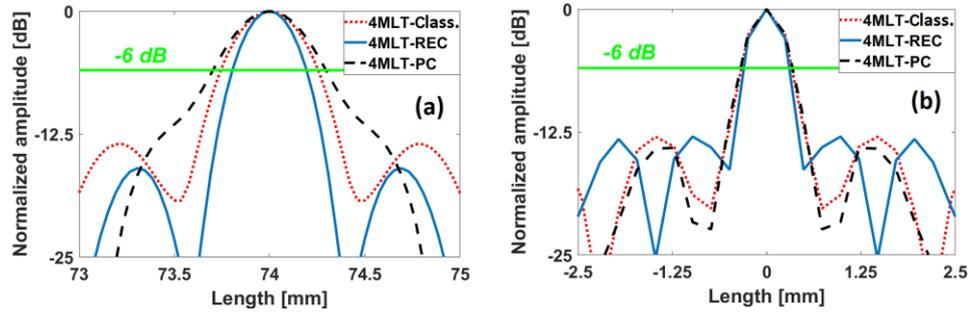 Normalized amplitude [dB]
0
-12.5
-25
-6 dB
4MLT-Class.
4MLT-REC
4MLT-PC
(a)
73
73.5
74
74.5
75
Length [mm]
Normalized amplitude [dB]
0
-12.5
-25
-6 dB
4MLT-Class.
4MLT-REC
4MLT-PC
(b)
-2.5
-1.25
0
1.25
2.5
Length [mm]